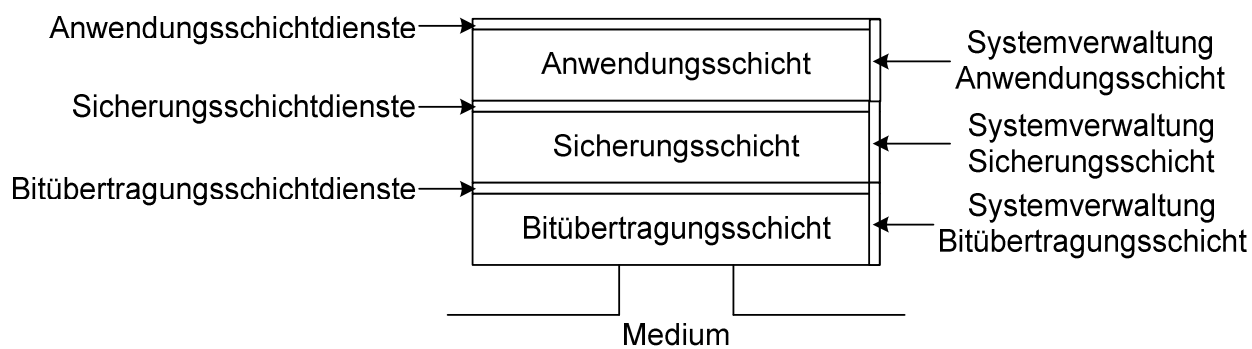 Anwendungsschichtdienste
Anwendungsschicht
Systemverwaltung
Anwendungsschicht
Sicherungsschichtdienste
Sicherungsschicht
Systemverwaltung
Sicherungsschicht
Bitübertragungsschichtdienste
Bitübertragungsschicht
Systemverwaltung
Bitübertragungsschicht
Medium